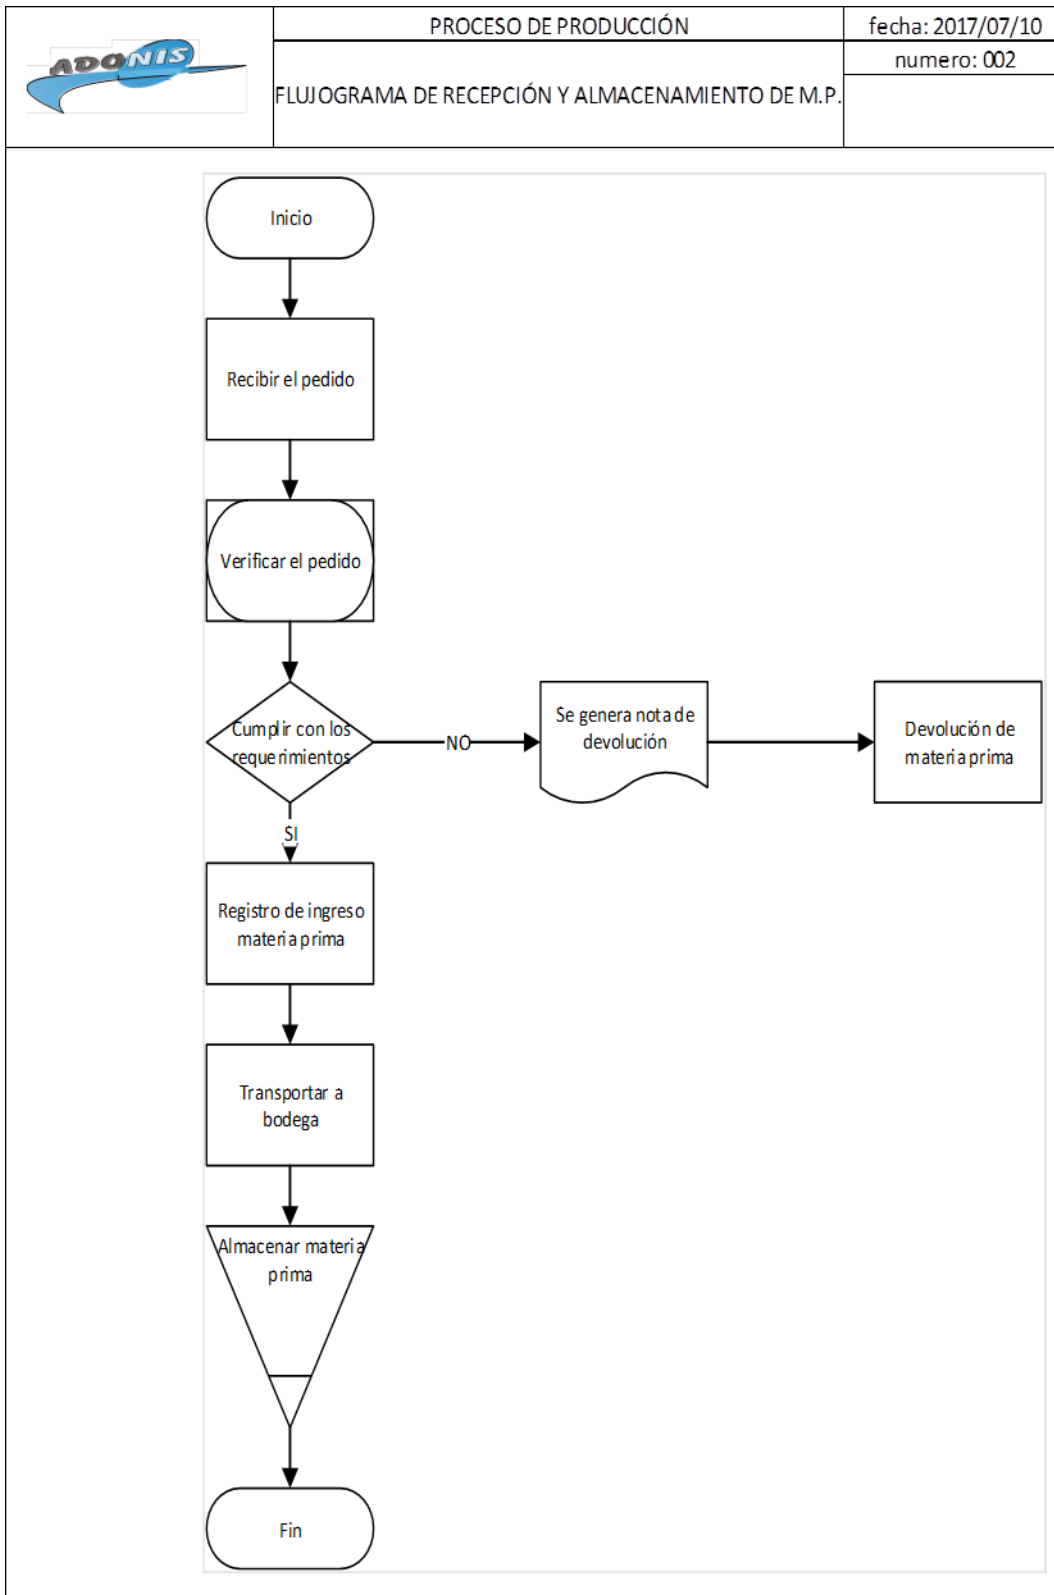 ADONIS
PROCESO DE PRODUCCIÓN
fecha: 2017/07/10
numero: 002
FLUJOGRAMA DE RECEPCIÓN Y ALMACENAMIENTO DE M.P.
Inicio
Recibir el pedido
Verificar el pedido
Cumplir con los
requerimientos
NO
Se genera nota de
devolución
Devolución de
materia prima
SI
Registro de ingreso
materia prima
Transportar a
bodega
Almacenar materia
prima
Fin